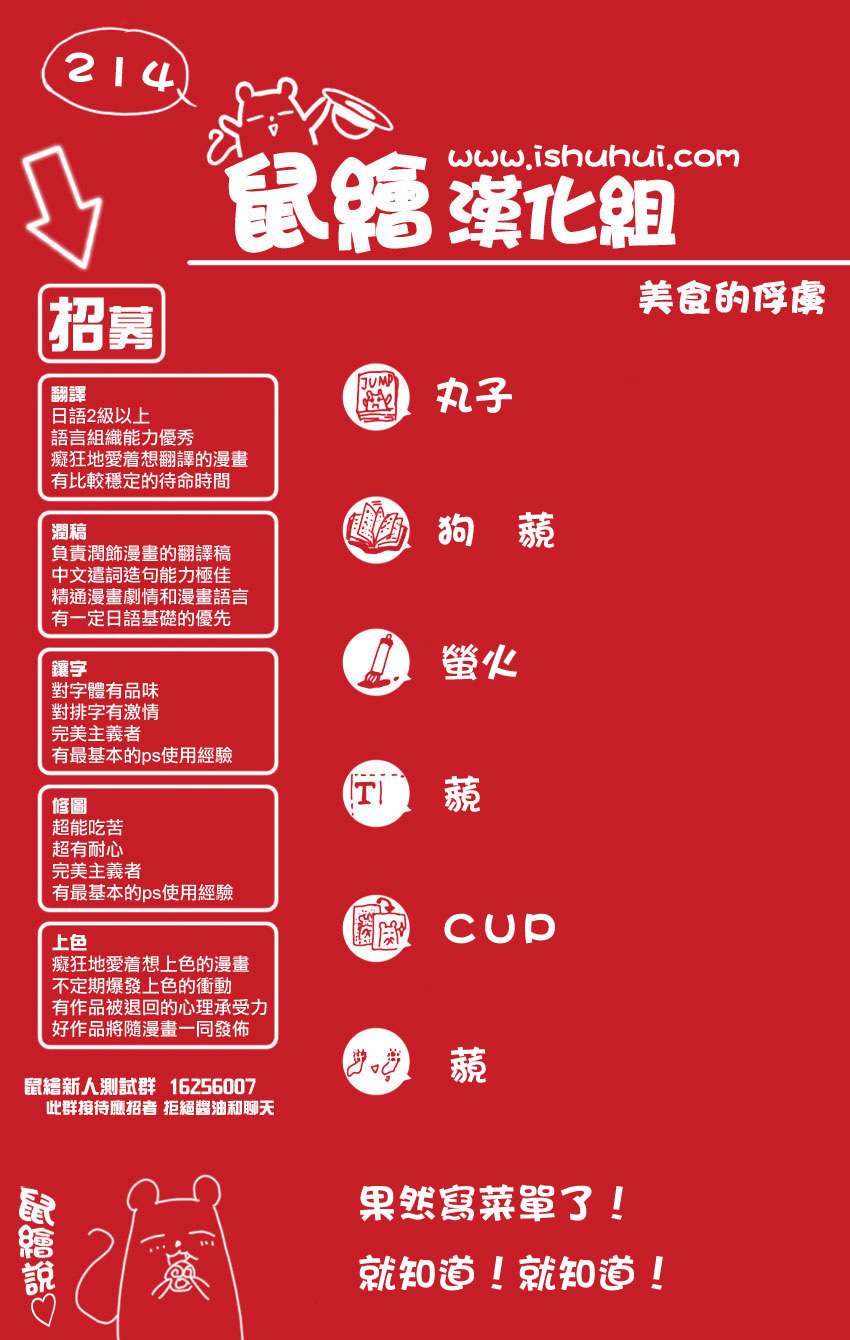 214
www.ishuhui.com
鼠繪漢化組
美食的俘虜
招募
翻譯
日語2級以上
語言組織能力優秀
癡狂地愛着想翻譯的漫畫
有比較穩定的待命時間
潤稿
負責潤飾漫畫的翻譯稿
中文遣詞造句能力極佳
精通漫畫劇情和漫畫語言
有一定日語基礎的優先
鑲字
對字體有品味
對排字有激情
完美主義者
有最基本的ps使用經驗
修圖
超能吃苦
超有耐心
完美主義者
有最基本的ps使用經驗
上色
癡狂地愛着想上色的漫畫
不定期爆發上色的衝動
有作品被退回的心理承受力
好作品將隨漫畫一同發佈
鼠繪新人測試群 16256007
此群接待應招者 拒絕醬油和聊天
JUMP
丸子
狗 蘋
螢火
T
蘋
CUP
蘋
鼠繪說♡
果然寫菜單了！
就知道！就知道！